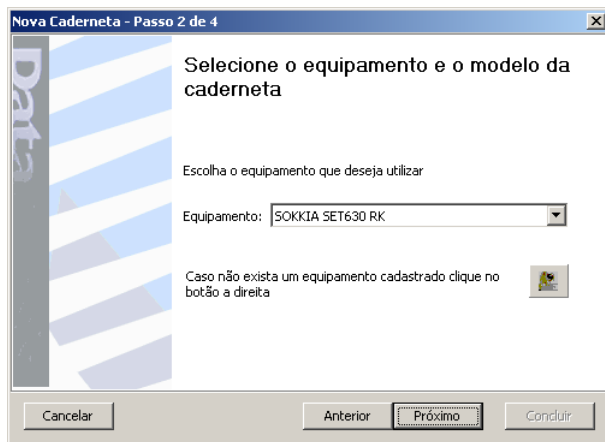 Nova Caderneta - Passo 2 de 4
Data
Selecione o equipamento e o modelo da
caderneta
Escolha o equipamento que deseja utilizar
Equipamento: SOKKIA SET630 RK
Caso não exista um equipamento cadastrado clique no
botão a direita
Cancelar Anterior Próximo Concluir